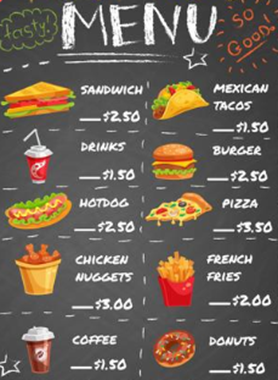 tasty!
MENU
SO
Good!
SANDWICH
$2.50
MEXICAN
TACOS
$1.50
DRINKS
$1.50
BURGER
$2.50
HOTDOG
$2.50
PIZZA
$3.50
CHICKEN
NUGGETS
$3.00
FRENCH
FRIES
$2.00
COFFEE
$1.50
DONUTS
$1.50